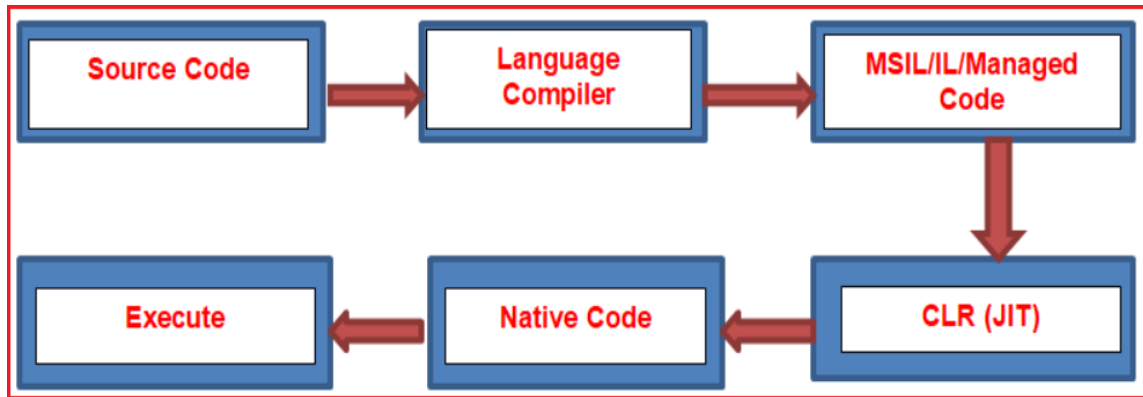 Source Code
Language
Compiler
MSIL/IL/Managed
Code
CLR (JIT)
Native Code
Execute